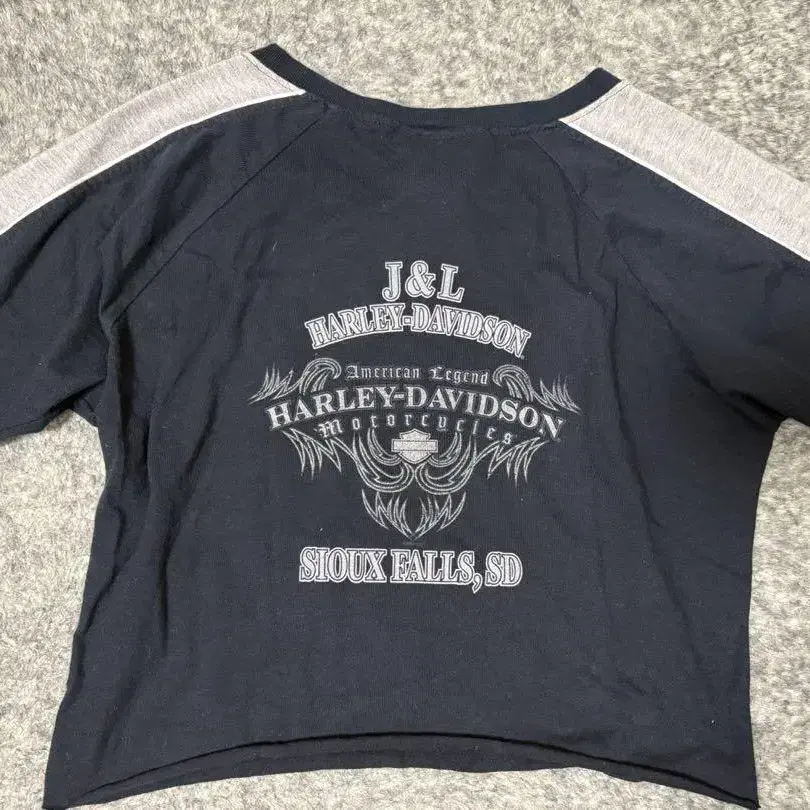 J & L
HARLEY-DAVIDSON
American Legend
HARLEY-DAVIDSON
Motorcycles
SIOUX FALLS, SD